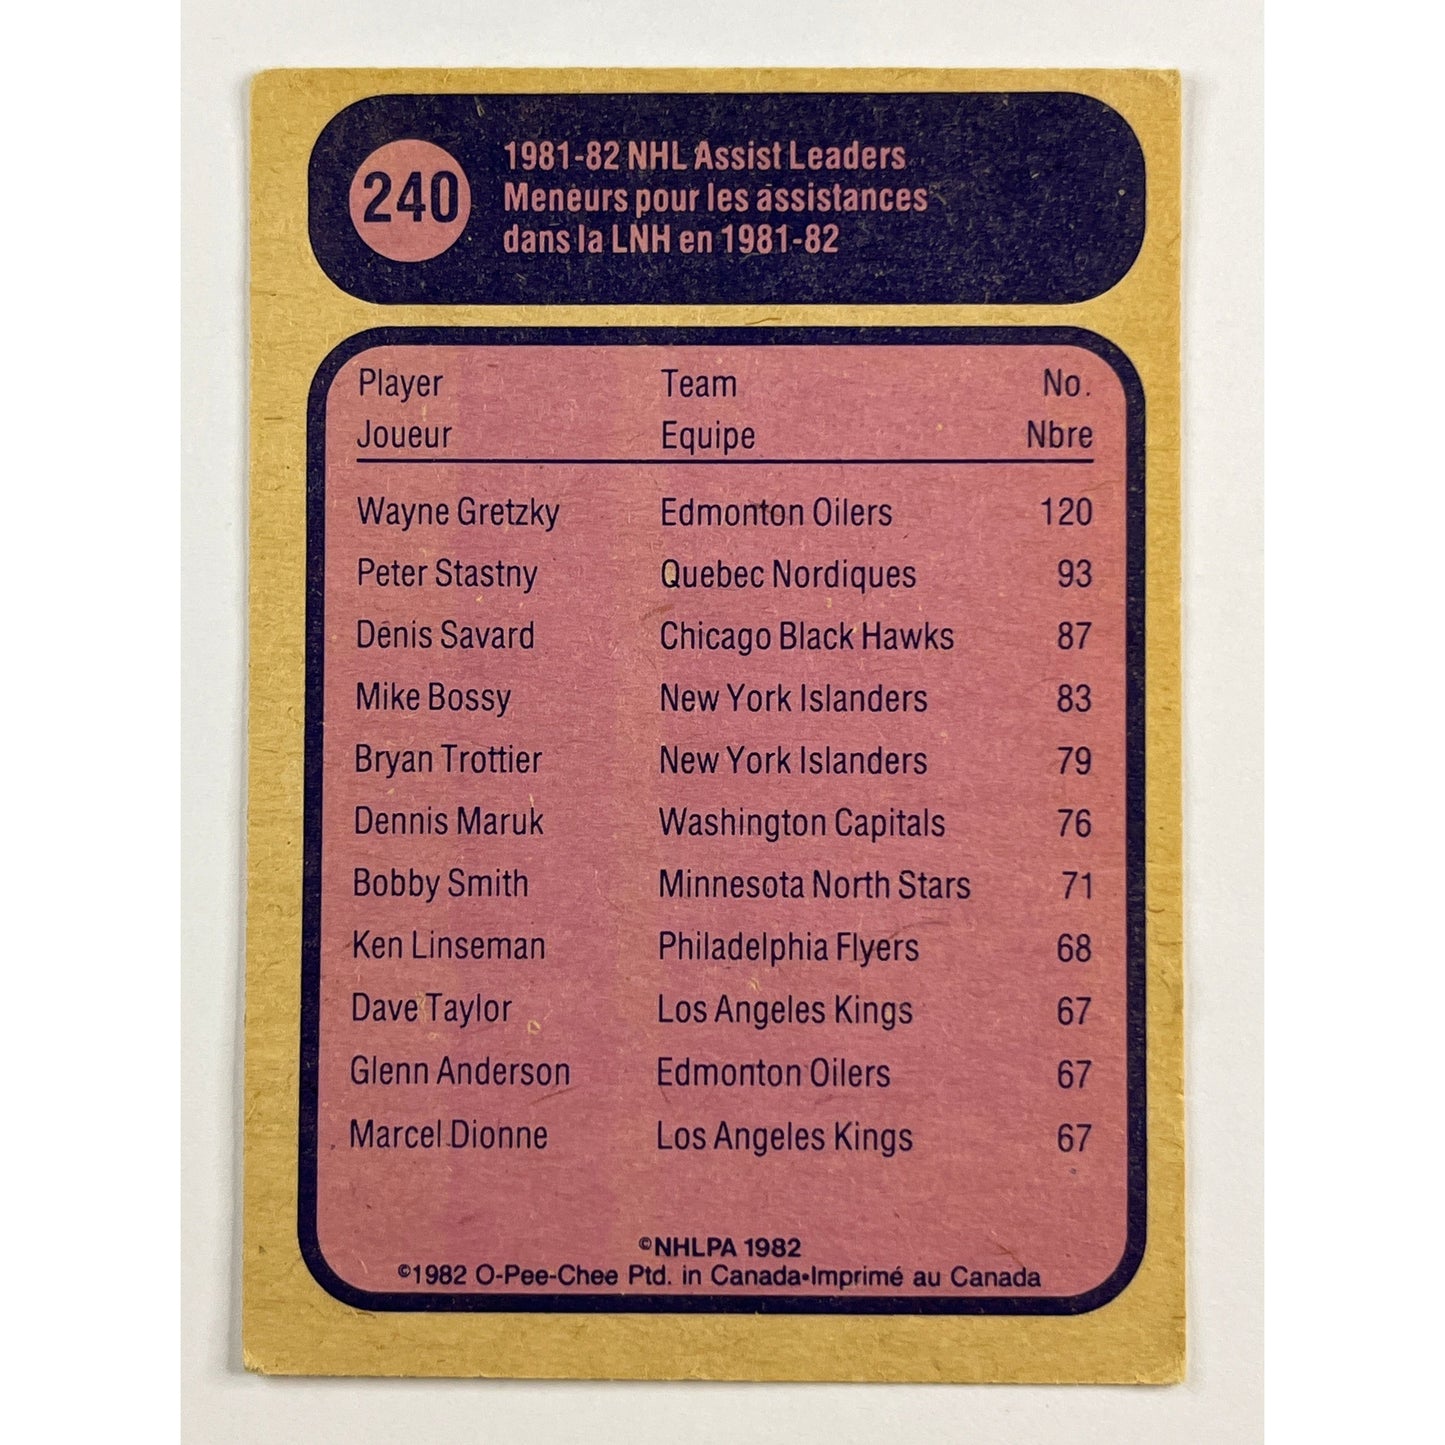 240
1981-82 NHL Assist Leaders
Meneurs pour les assistances
dans la LNH en 1981-82
Player Team No.
Joueur Equipe Nbre
Wayne Gretzky Edmonton Oilers 120
Peter Stastny Quebec Nordiques 93
Denis Savard Chicago Black Hawks 87
Mike Bossy New York Islanders 83
Bryan Trottier New York Islanders 79
Dennis Maruk Washington Capitals 76
Bobby Smith Minnesota North Stars 71
Ken Linseman Philadelphia Flyers 68
Dave Taylor Los Angeles Kings 67
Glenn Anderson Edmonton Oilers 67
Marcel Dionne Los Angeles Kings 67
©NHLPA 1982
©1982 O-Pee-Chee Ptd. in Canada•Imprimé au Canada